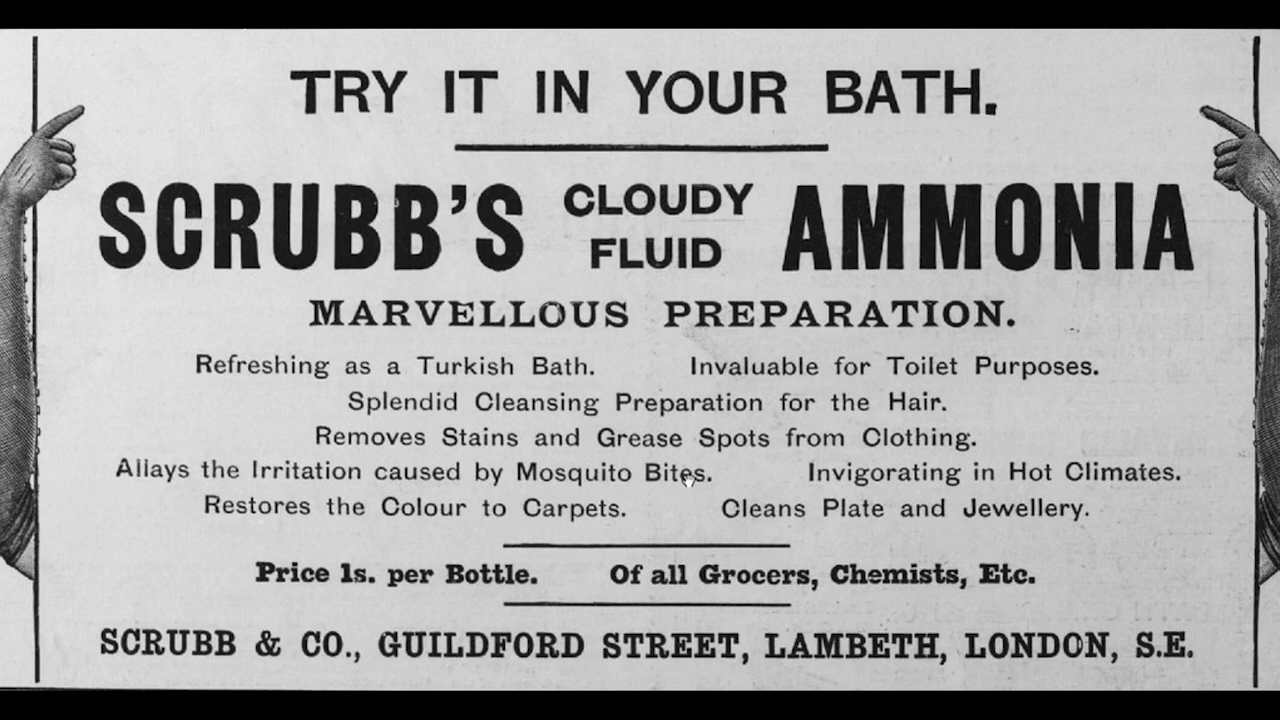 TRY IT IN YOUR BATH.
SCRUBB'S CLOUDY FLUID AMMONIA
MARVELLOUS PREPARATION.
Refreshing as a Turkish Bath. Invaluable for Toilet Purposes.
Splendid Cleansing Preparation for the Hair.
Removes Stains and Grease Spots from Clothing.
Allays the Irritation caused by Mosquito Bites. Invigorating in Hot Climates.
Restores the Colour to Carpets. Cleans Plate and Jewellery.
Price 1s. per Bottle. Of all Grocers, Chemists, Etc.
SCRUBB & CO., GUILDFORD STREET, LAMBETH, LONDON, S.E.